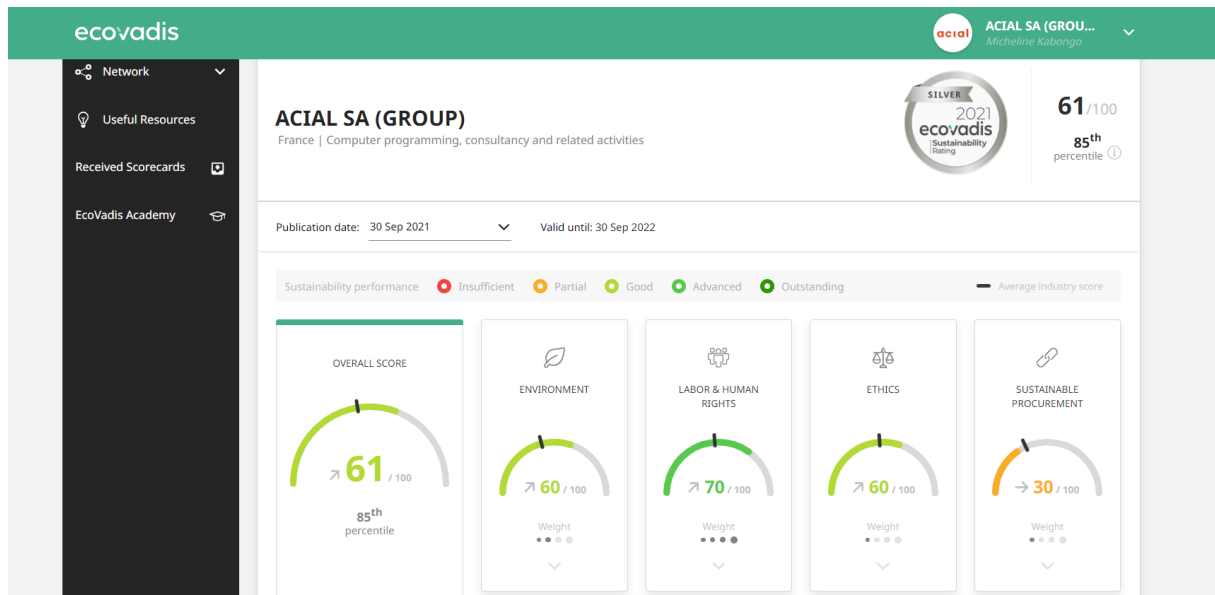 ecovadis
acial
ACIAL SA (GROU...
Micheline Kabongo
Network
Useful Resources
Received Scorecards
EcoVadis Academy
ACIAL SA (GROUP)
France | Computer programming, consultancy and related activities
SILVER
2021
ecovadis
Sustainability
Rating
61/100
85th
percentile
Publication date: 30 Sep 2021
Valid until: 30 Sep 2022
Sustainability performance Insufficient Partial Good Advanced Outstanding Average industry score
OVERALL SCORE
61 / 100
85th
percentile
ENVIRONMENT
60 / 100
Weight
LABOR & HUMAN
RIGHTS
70 / 100
Weight
ETHICS
60 / 100
Weight
SUSTAINABLE
PROCUREMENT
30 / 100
Weight